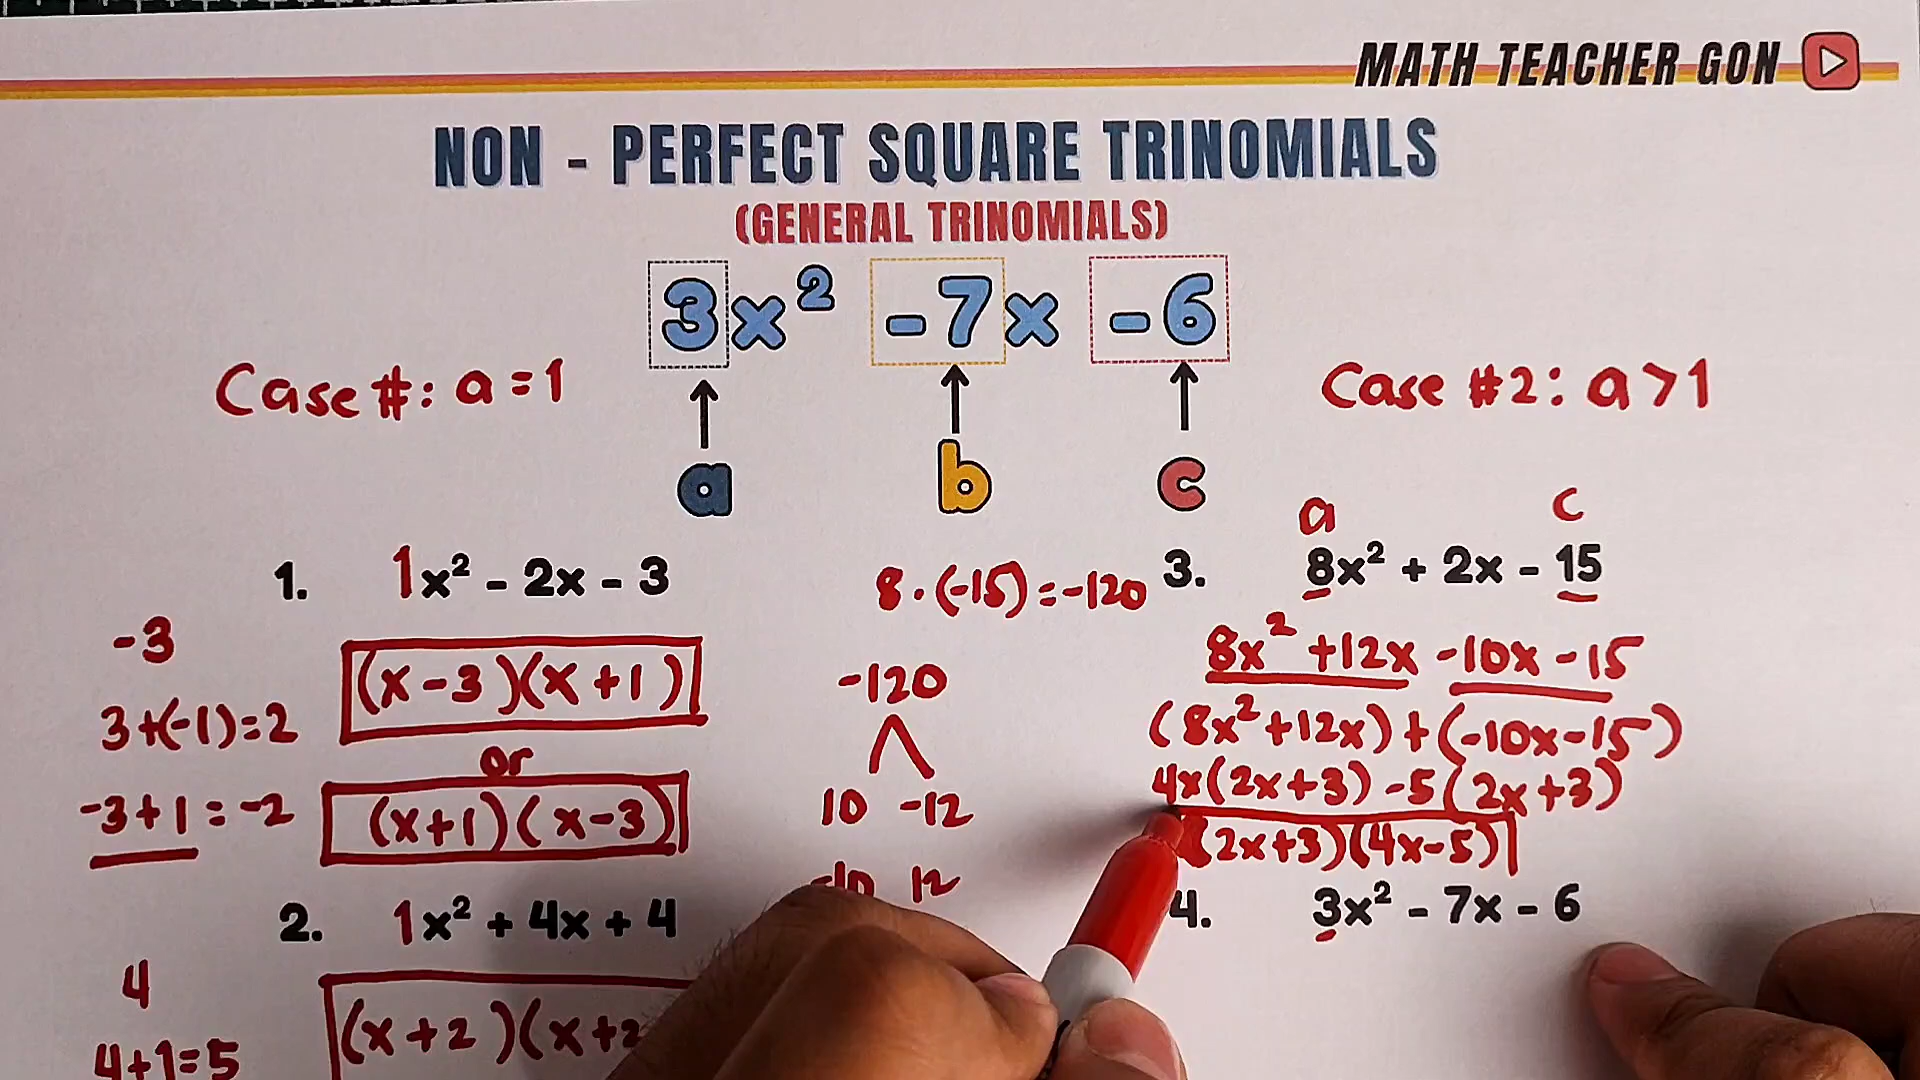 MATH TEACHER GON
NON - PERFECT SQUARE TRINOMIALS
(GENERAL TRINOMIALS)
3x² -7x -6
Case #: a = 1
Case #2: a > 1
a b c
1. 1x² - 2x - 3
-3
3+(-1)=2
-3+1 = -2
(x-3)(x+1)
or
(x+1)(x-3)
2. 1x² + 4x + 4
4
4+1=5
(x+2)(x+2
8·(-15)=-120
-120
10 -12
-10 12
a c
3. 8x² + 2x - 15
8x² +12x -10x -15
(8x²+12x)+(-10x-15)
4x(2x+3) -5(2x+3)
(2x+3)(4x-5)
4. 3x² - 7x - 6